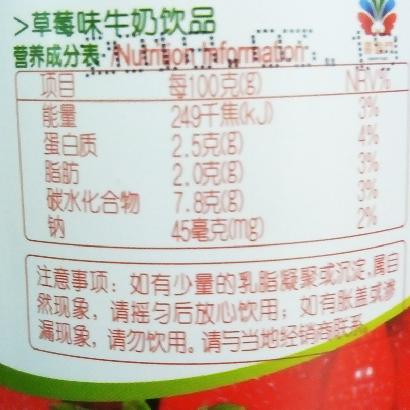 >草莓味牛奶饮品
营养成分表 Nutrition Information
项目 每100克(g) NRV%
能量 249千焦(kJ) 3%
蛋白质 2.5克(g) 4%
脂肪 2.0克(g) 3%
碳水化合物 7.8克(g) 3%
钠 45毫克(mg) 2%
注意事项：如有少量的乳脂凝聚或沉淀,属自
然现象，请摇匀后放心饮用；如有胀盖或渗
漏现象，请勿饮用。请与当地经销商联系。